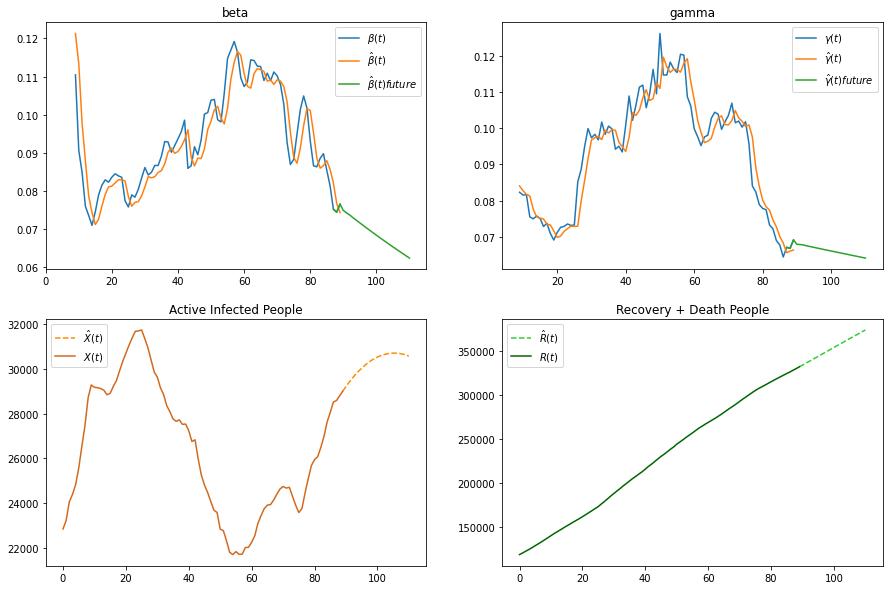 beta
0.12
0.11
0.10
0.09
0.08
0.07
0.06
0 20 40 60 80 100
β(t)
β̂(t)
β̂(t)future
gamma
0.12
0.11
0.10
0.09
0.08
0.07
20 40 60 80 100
γ(t)
γ̂(t)
γ̂(t)future
Active Infected People
32000
30000
28000
26000
24000
22000
0 20 40 60 80 100
X̂(t)
X(t)
Recovery + Death People
350000
300000
250000
200000
150000
0 20 40 60 80 100
R̂(t)
R(t)